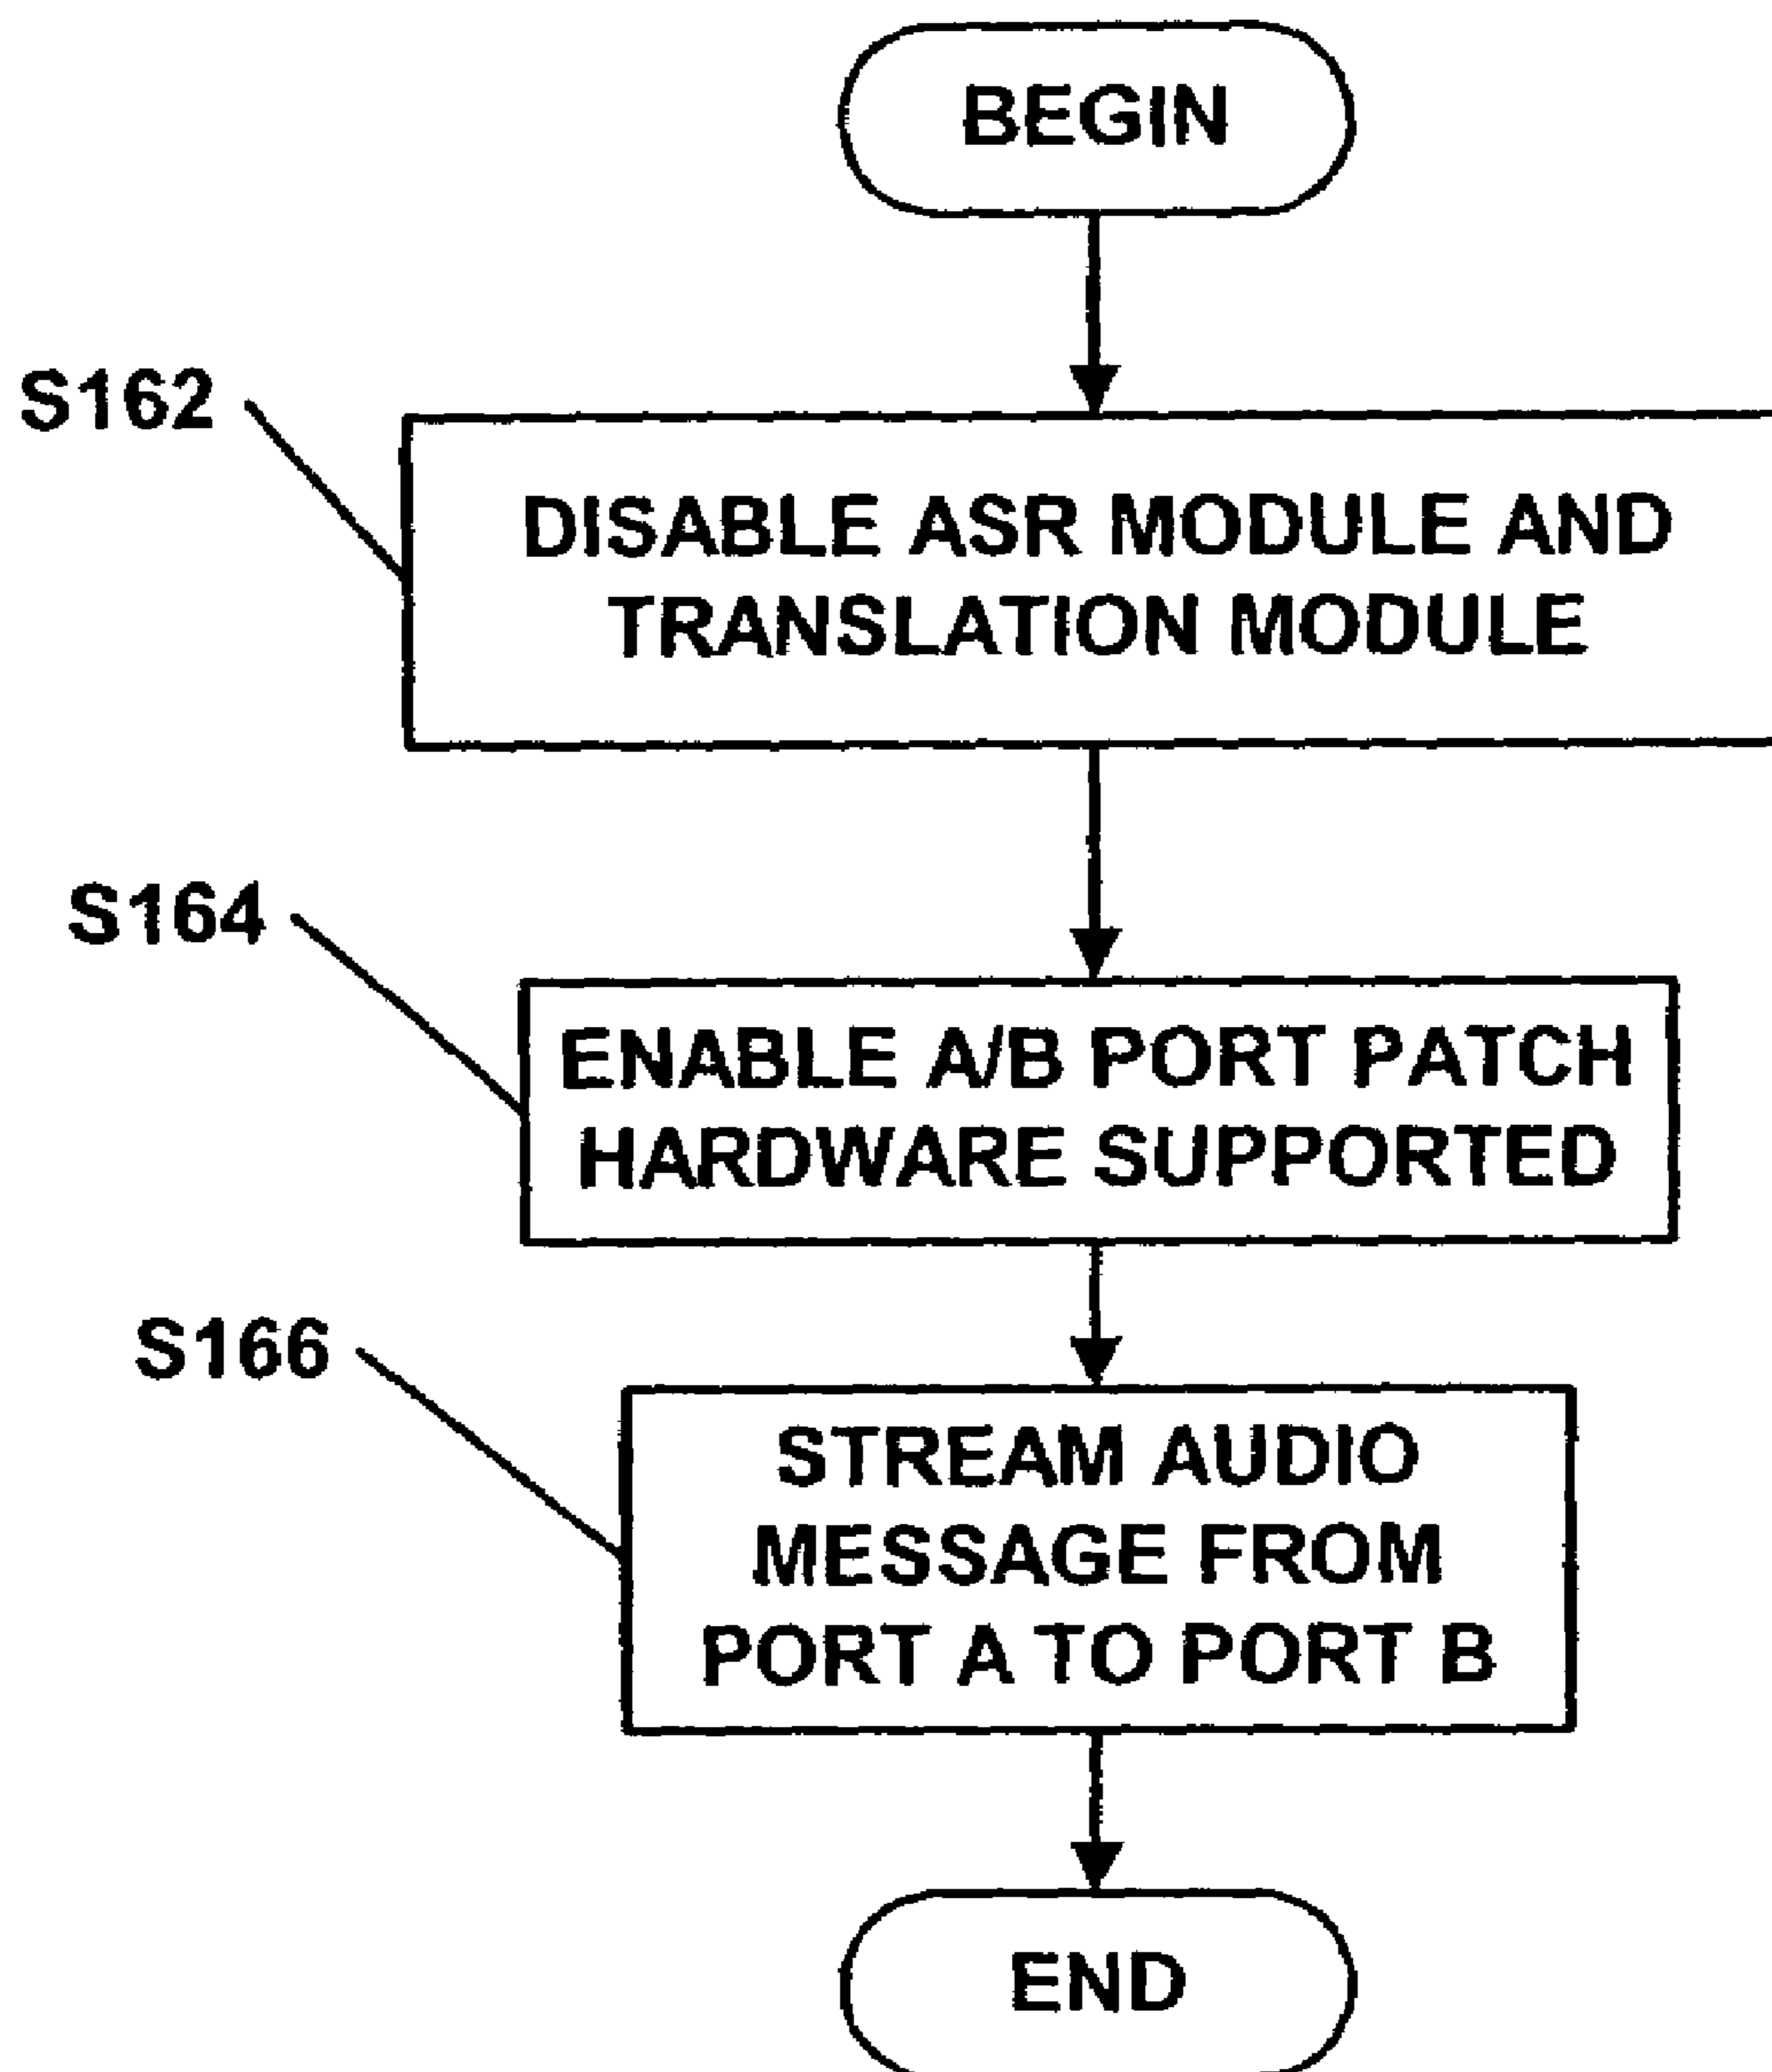 BEGIN
S162
DISABLE ASR MODULE AND
TRANSLATION MODULE
S164
ENABLE A/B PORT PATCH
HARDWARE SUPPORTED
S166
STREAM AUDIO
MESSAGE FROM
PORT A TO PORT B
END